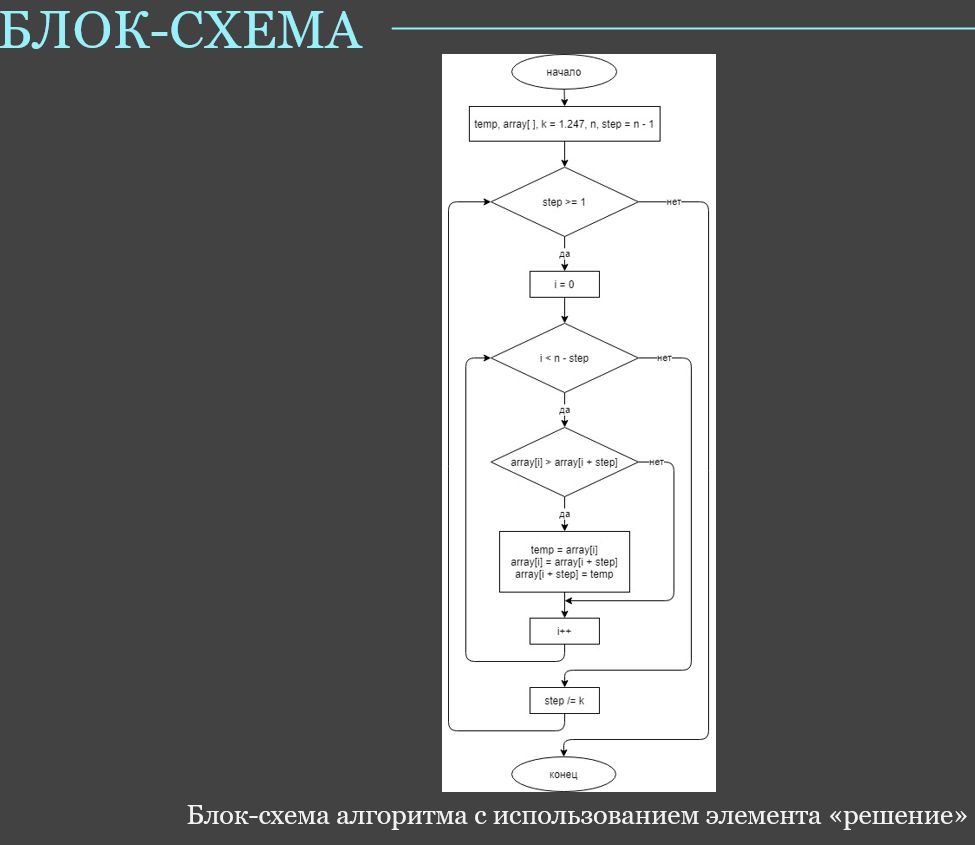 БЛОК-СХЕМА
начало
temp, array[ ], k = 1.247, n, step = n - 1
step >= 1
нет
да
i = 0
i < n - step
нет
да
array[i] > array[i + step]
нет
да
temp = array[i]
array[i] = array[i + step]
array[i + step] = temp
i++
step /= k
конец
Блок-схема алгоритма с использованием элемента «решение»